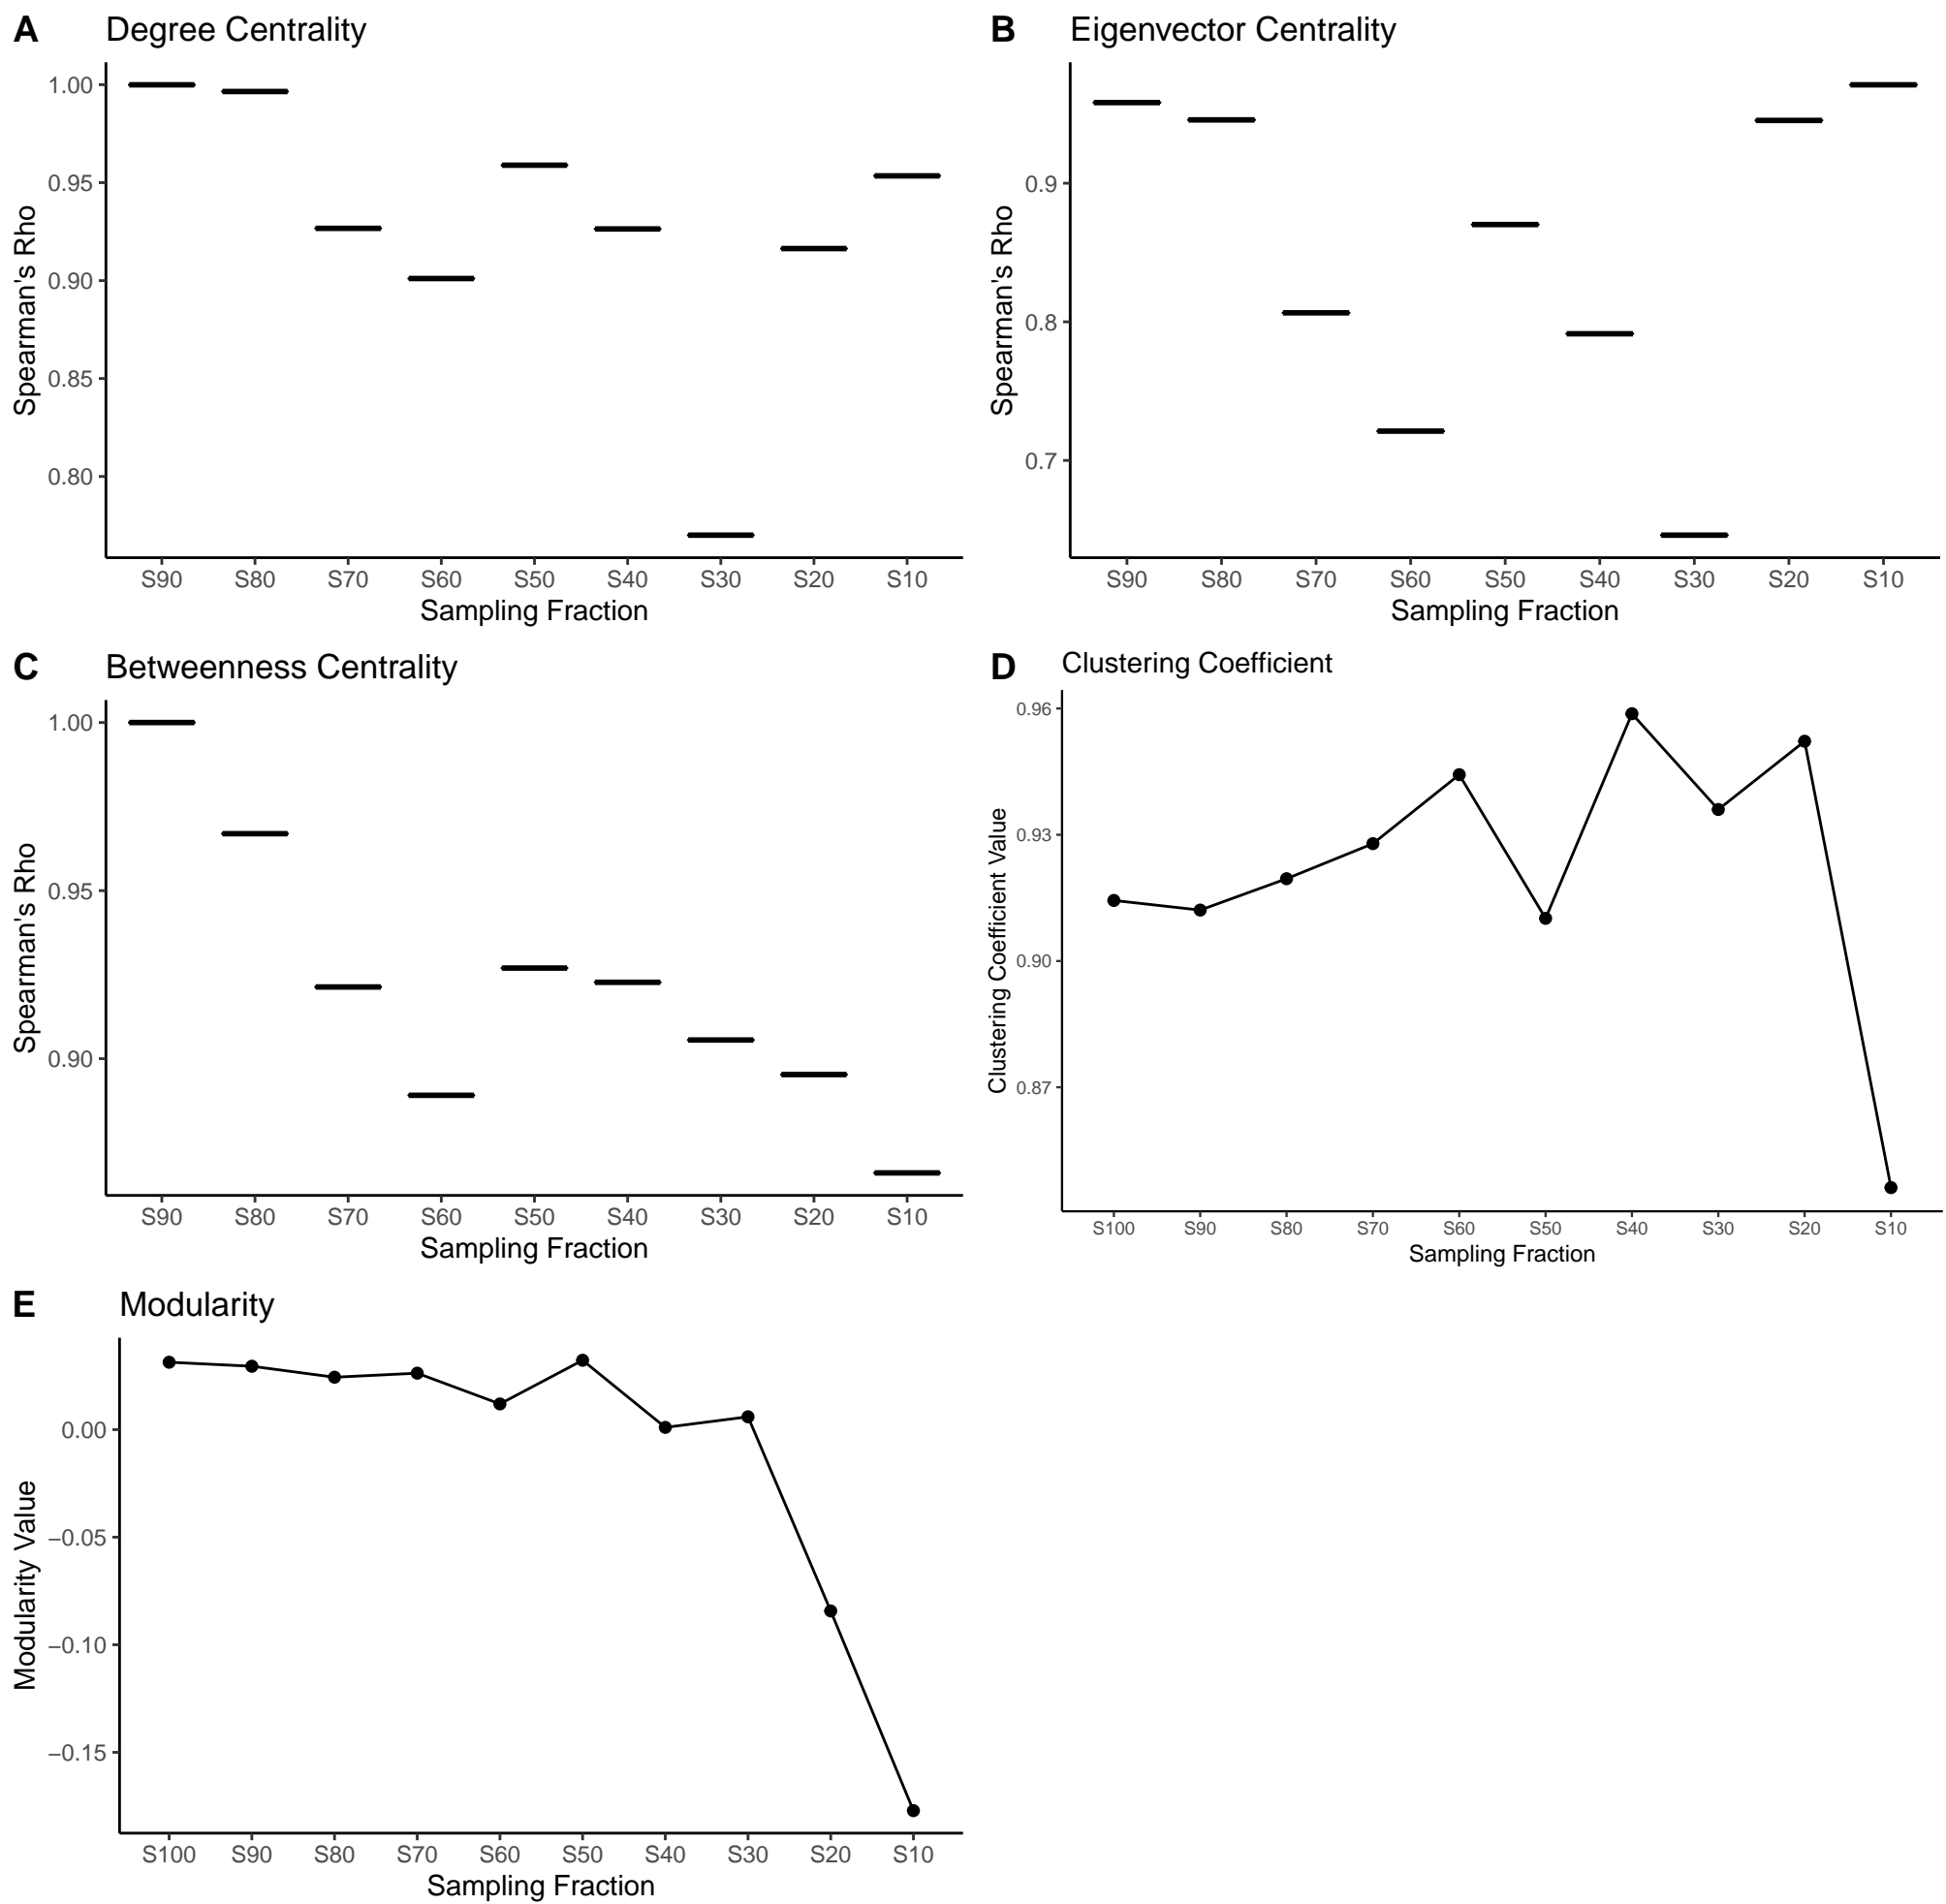 A Degree Centrality
Spearman's Rho
1.00
0.95
0.90
0.85
0.80
S90 S80 S70 S60 S50 S40 S30 S20 S10
Sampling Fraction
B Eigenvector Centrality
Spearman's Rho
0.9
0.8
0.7
S90 S80 S70 S60 S50 S40 S30 S20 S10
Sampling Fraction
C Betweenness Centrality
Spearman's Rho
1.00
0.95
0.90
S90 S80 S70 S60 S50 S40 S30 S20 S10
Sampling Fraction
D Clustering Coefficient
Clustering Coefficient Value
0.96
0.93
0.90
0.87
S100 S90 S80 S70 S60 S50 S40 S30 S20 S10
Sampling Fraction
E Modularity
Modularity Value
0.00
−0.05
−0.10
−0.15
S100 S90 S80 S70 S60 S50 S40 S30 S20 S10
Sampling Fraction